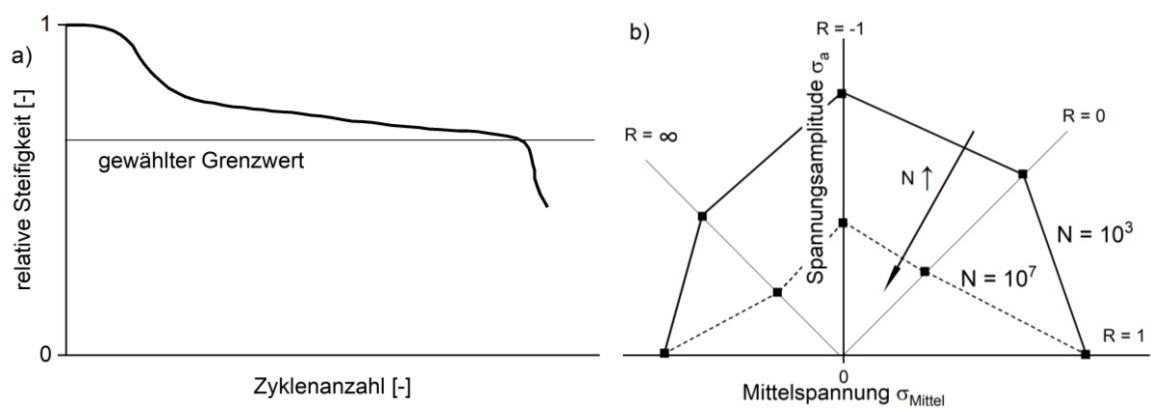 a)
1
relative Steifigkeit [-]
gewählter Grenzwert
0
Zyklenanzahl [-]
b)
R = -1
Spannungsamplitude σa
R = ∞
R = 0
N ↑
N = 10³
N = 10⁷
R = 1
0
Mittelspannung σMittel